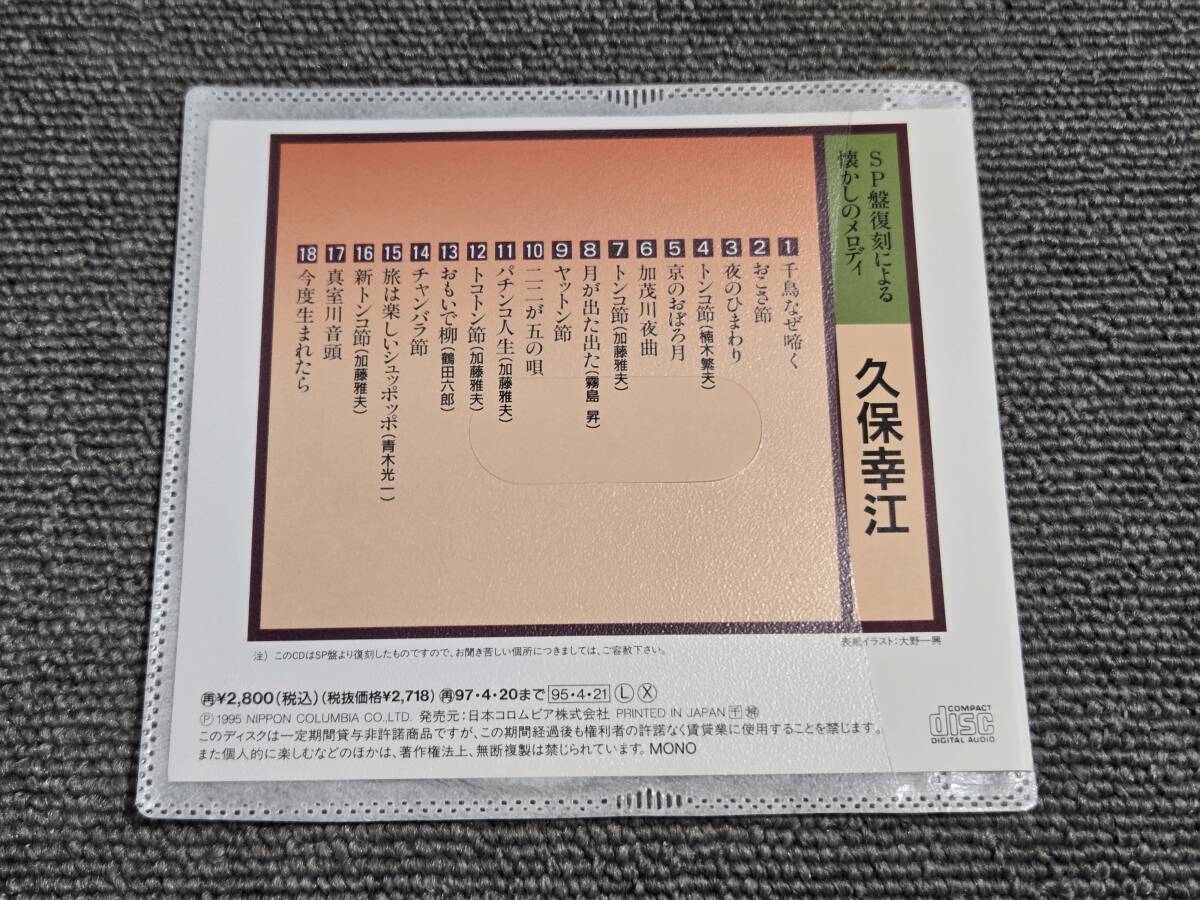 SP盤復刻による
懐かしのメロディ
久保幸江
1 千鳥なぜ啼く
2 おこさ節
3 夜のひまわり
4 トンコ節(楠木繁夫)
5 京のおぼろ月
6 加茂川夜曲
7 トンコ節(加藤雅夫)
8 月が出た出た(霧島 昇)
9 ヤットン節
10 二二が五の唄
11 パチンコ人生(加藤雅夫)
12 トコトン節(加藤雅夫)
13 おもいで柳(鶴田六郎)
14 チャンバラ節
15 旅は楽しいシュッポッポ(青木光一)
16 新トンコ節(加藤雅夫)
17 真室川音頭
18 今度生まれたら
表紙イラスト:大野一興
注) このCDはSP盤より復刻したものですので、お聞き苦しい個所につきましては、ご容赦下さい。
再¥2,800(税込)(税抜価格¥2,718) 再97・4・20まで 95・4・21 L X
Ⓟ1995 NIPPON COLUMBIA CO.,LTD. 発売元:日本コロムビア株式会社 PRINTED IN JAPAN
このディスクは一定期間貸与非許諾商品ですが、この期間経過後も権利者の許諾なく賃貸業に使用することを禁じます。
また個人的に楽しむなどのほかは、著作権法上、無断複製は禁じられています。MONO
COMPACT
disc
DIGITAL AUDIO